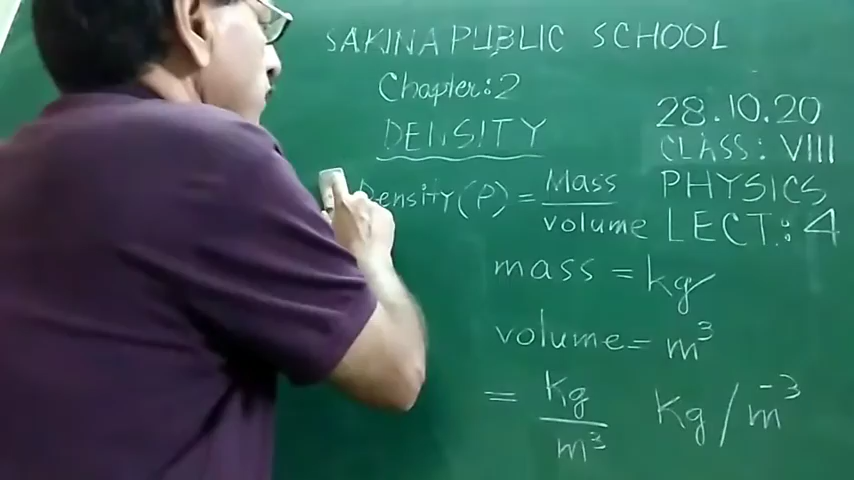 SAKINA PUBLIC SCHOOL
Chapter: 2
DENSITY
28.10.20
CLASS: VIII
PHYSICS
LECT: 4
Density (P) = Mass / volume
mass = kg
volume = m³
= kg / m³
Kg/m⁻³